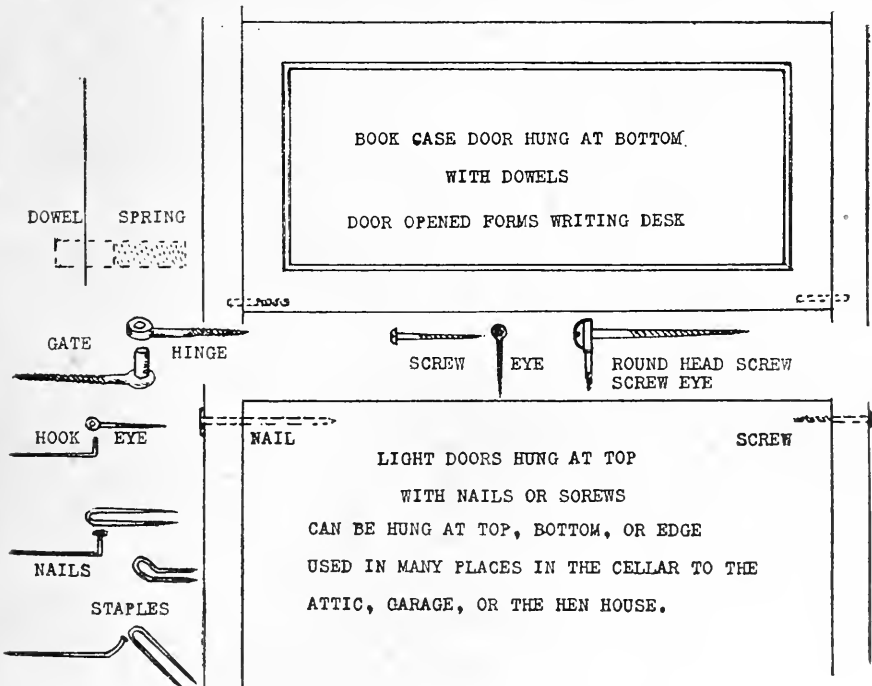 BOOK CASE DOOR HUNG AT BOTTOM
WITH DOWELS
DOOR OPENED FORMS WRITING DESK
DOWEL SPRING
GATE HINGE
SCREW EYE ROUND HEAD SCREW
SCREW EYE
HOOK EYE
NAIL SCREW
LIGHT DOORS HUNG AT TOP
WITH NAILS OR SOREWS
CAN BE HUNG AT TOP, BOTTOM, OR EDGE
USED IN MANY PLACES IN THE CELLAR TO THE
ATTIC, GARAGE, OR THE HEN HOUSE.
NAILS
STAPLES